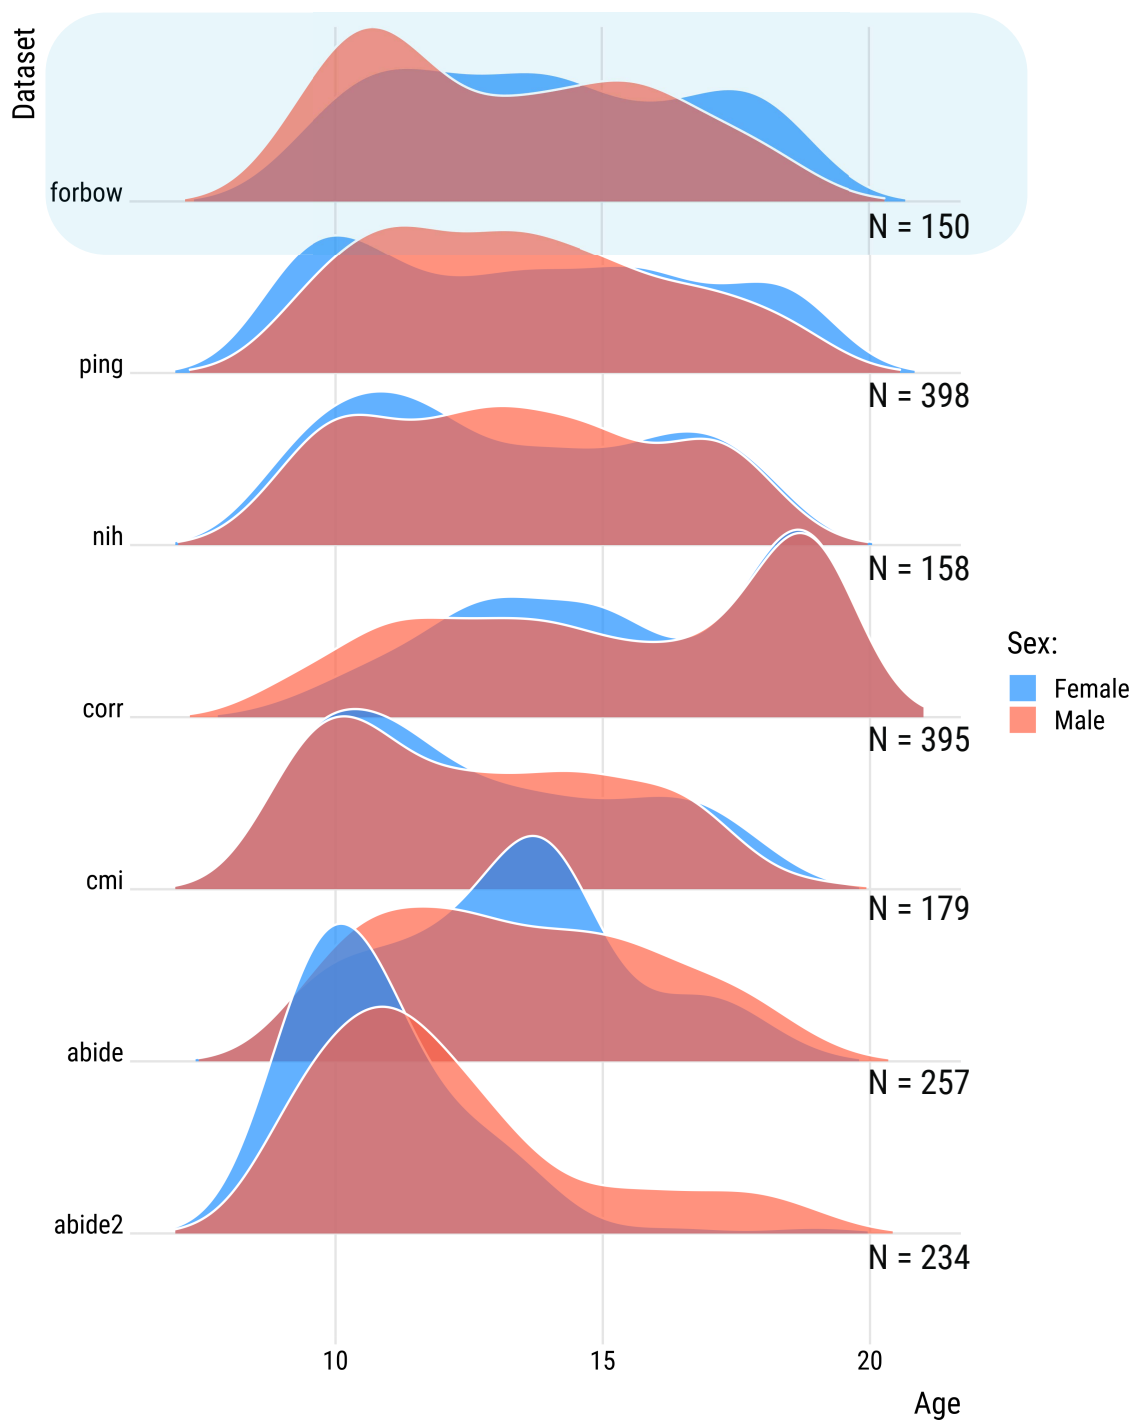 Dataset
forbow
N = 150
ping
N = 398
nih
N = 158
corr
N = 395
cmi
N = 179
abide
N = 257
abide2
N = 234
10 15 20
Age
Sex:
Female
Male